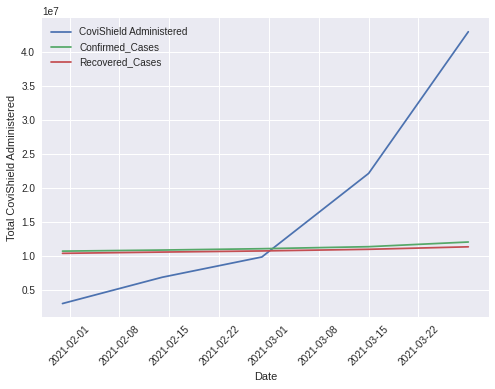 1e7
CoviShield Administered
Confirmed_Cases
Recovered_Cases
4.0
3.5
3.0
2.5
2.0
1.5
1.0
0.5
Total CoviShield Administered
2021-02-01
2021-02-08
2021-02-15
2021-02-22
2021-03-01
2021-03-08
2021-03-15
2021-03-22
Date